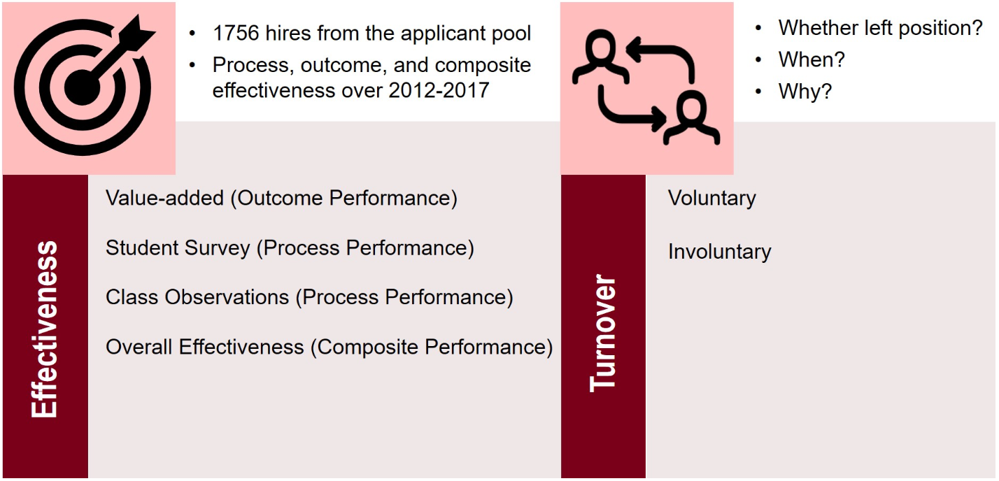 • 1756 hires from the applicant pool
• Process, outcome, and composite
effectiveness over 2012-2017
Effectiveness
Value-added (Outcome Performance)
Student Survey (Process Performance)
Class Observations (Process Performance)
Overall Effectiveness (Composite Performance)
• Whether left position?
• When?
• Why?
Turnover
Voluntary
Involuntary